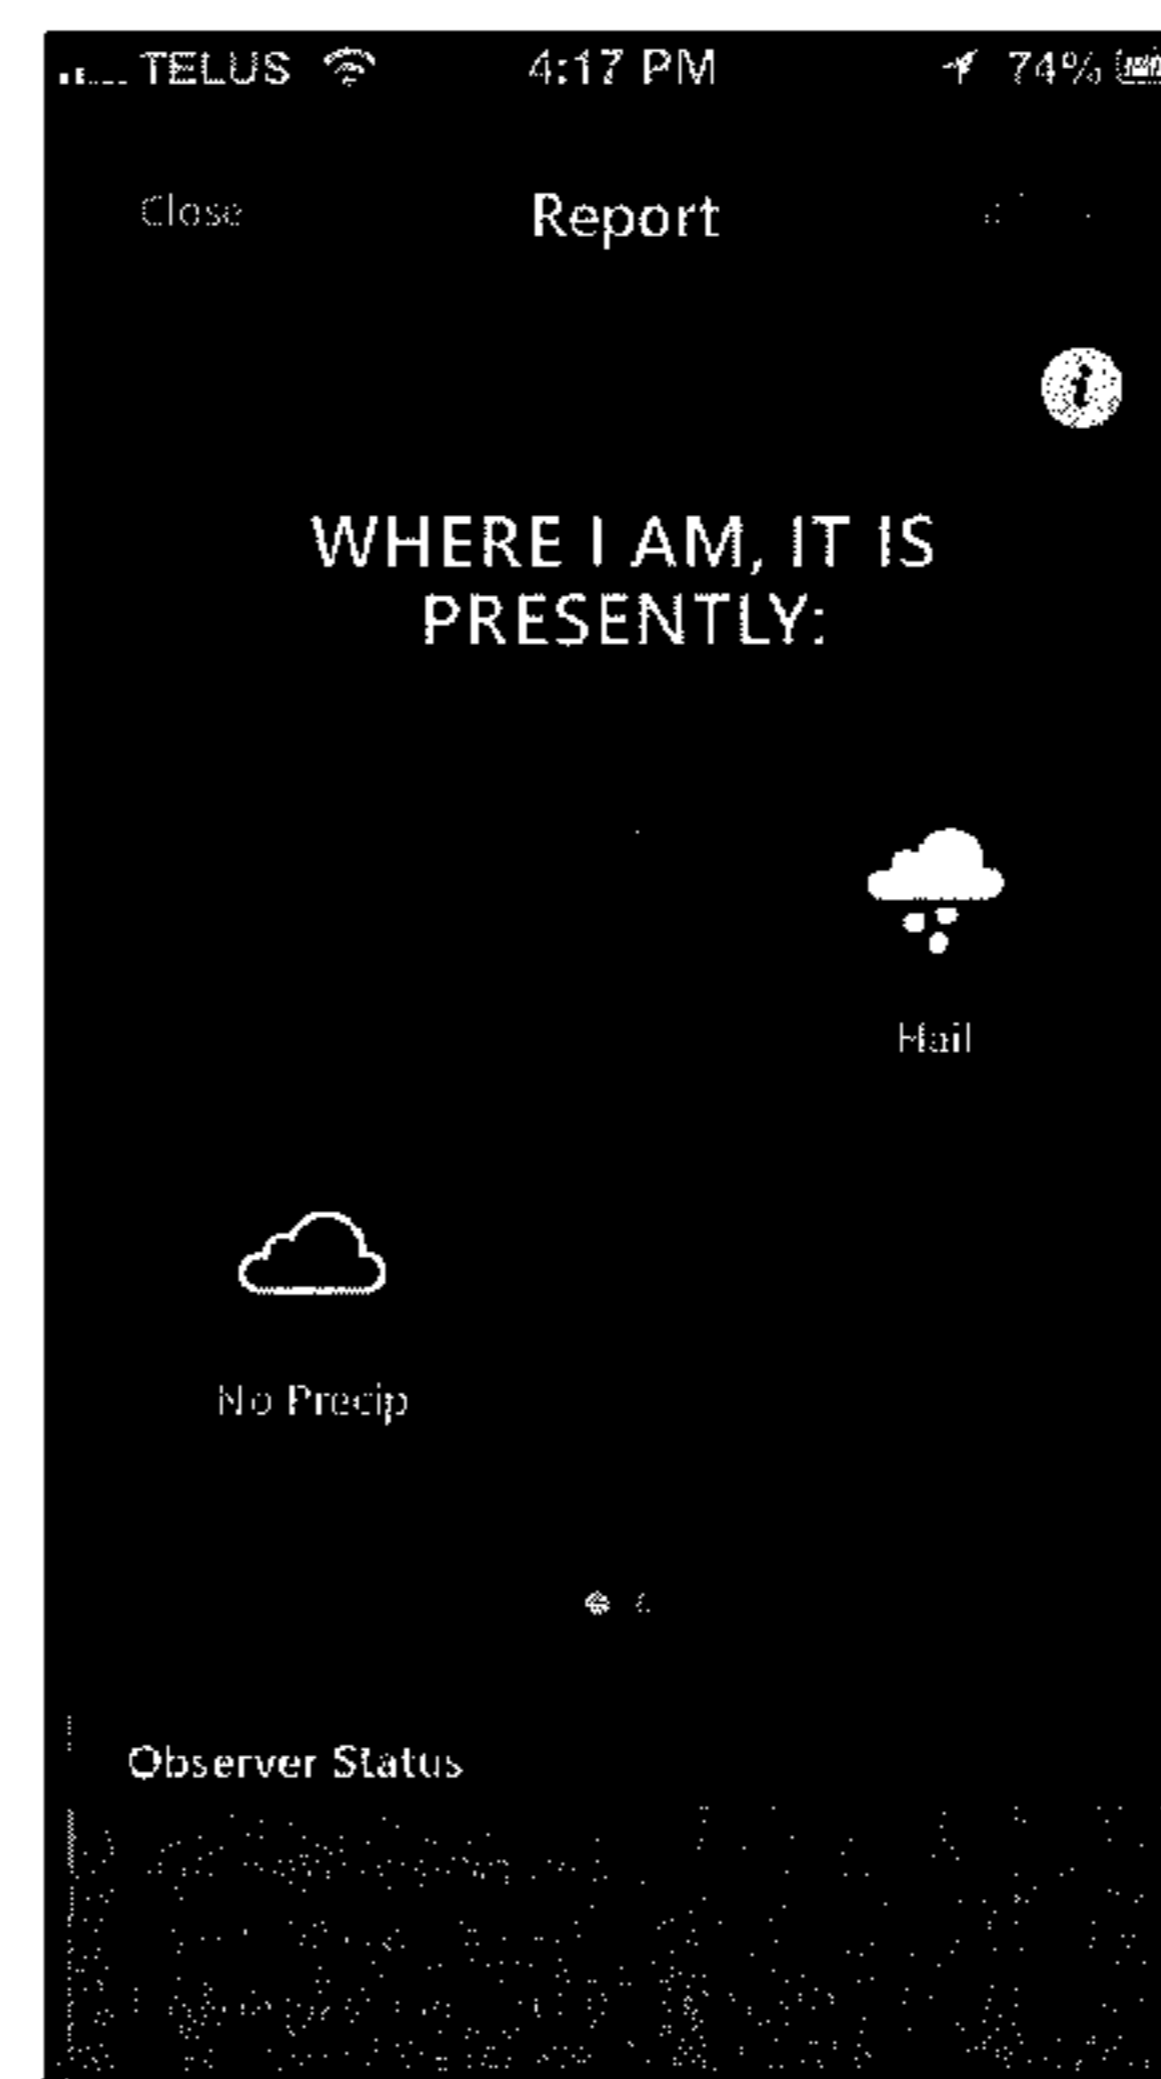 TELUS 4:17 PM 74%
Close Report
WHERE I AM, IT IS
PRESENTLY:
Hail
No Precip
Observer Status